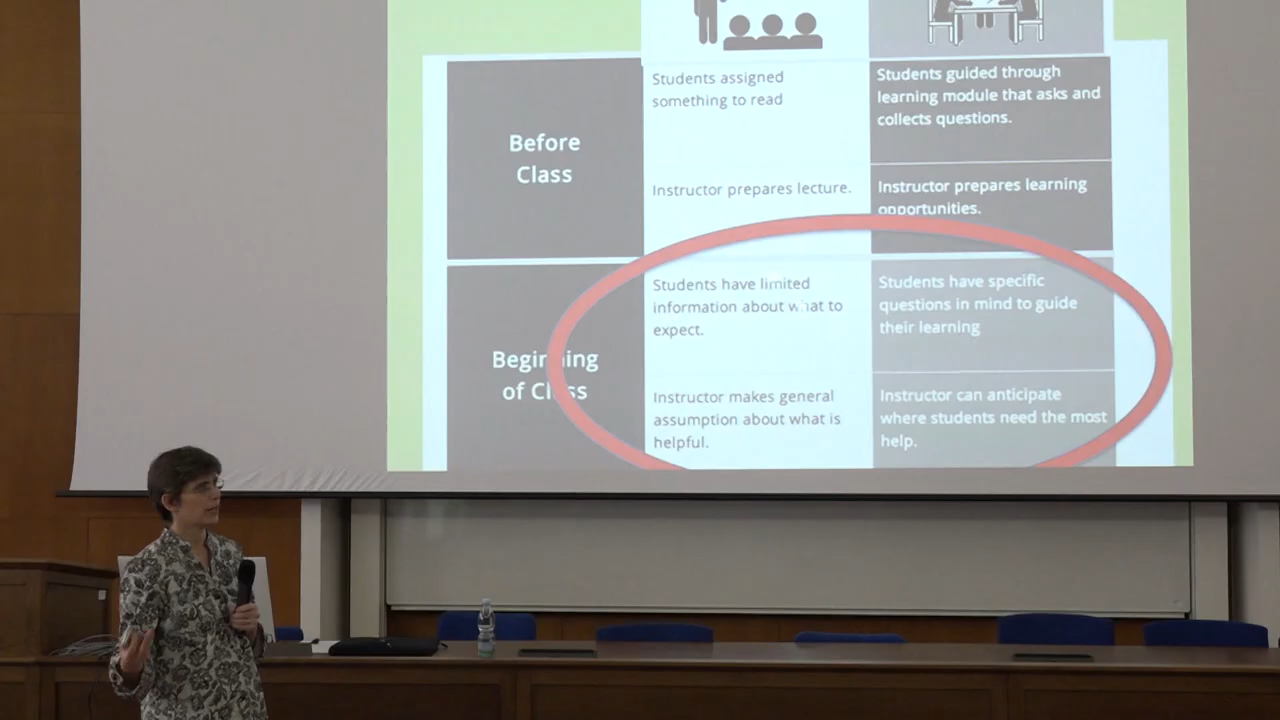 Before
Class
Students assigned
something to read
Students guided through
learning module that asks and
collects questions.
Instructor prepares lecture.
Instructor prepares learning
opportunities.
Beginning
of Class
Students have limited
information about what to
expect.
Students have specific
questions in mind to guide
their learning
Instructor makes general
assumption about what is
helpful.
Instructor can anticipate
where students need the most
help.